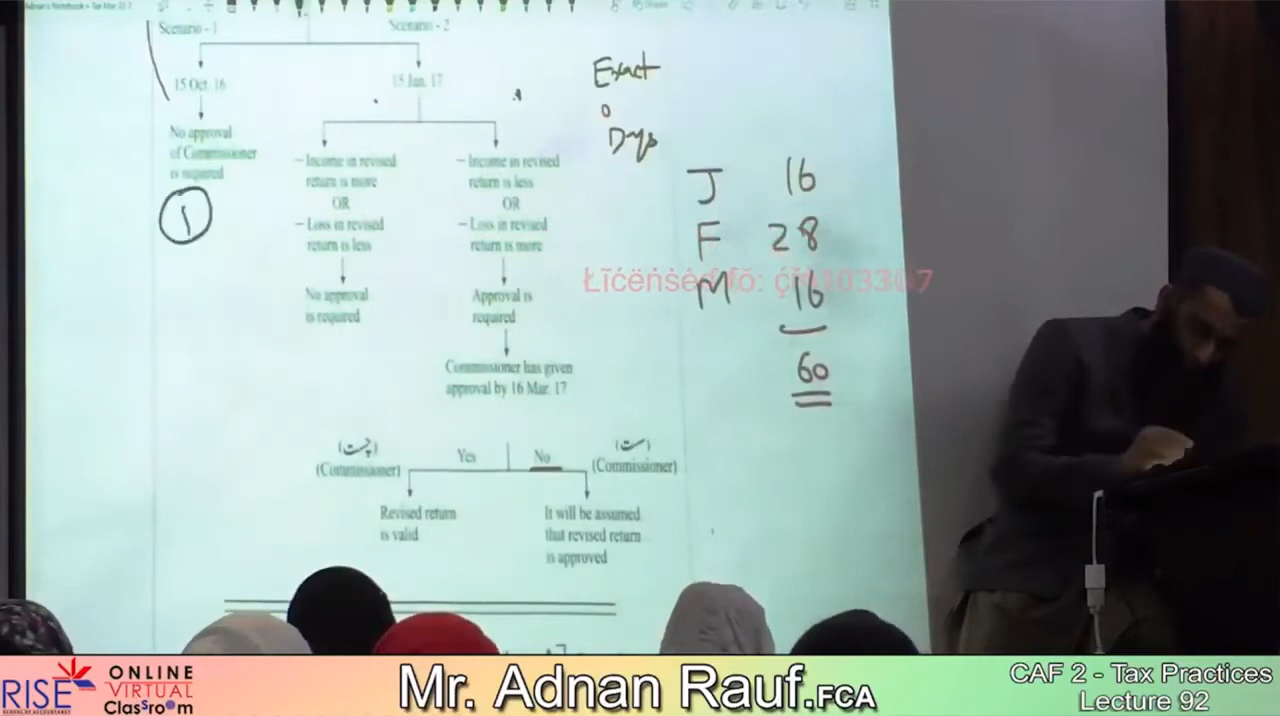 Scenario - 1
Scenario - 2
15 Oct. 16
15 Jan. 17
No approval
of Commissioner
is required
1
– Income in revised
return is more
OR
– Loss in revised
return is less
No approval
is required
– Income in revised
return is less
OR
– Loss in revised
return is more
Approval is
required
Commissioner has given
approval by 16 Mar. 17
(چست)
(Commissioner)
Yes
No
(سست)
(Commissioner)
Revised return
is valid
It will be assumed
that revised return
is approved
Exact
Days
J 16
F 28
M 16
60
RISE
ONLINE
VIRTUAL
Classroom
Mr. Adnan Rauf.FCA
CAF 2 - Tax Practices
Lecture 92